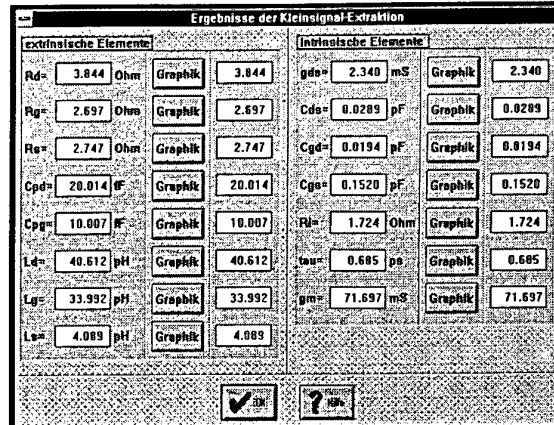 Ergebnisse der Kleinsignal Extraktion
extrinsische Elemente
Rd= 3.844 Ohm Graphik 3.844
Rg= 2.697 Ohm Graphik 2.697
Rs= 2.747 Ohm Graphik 2.747
Cpd= 20.014 fF Graphik 20.014
Cpg= 10.007 fF Graphik 10.007
Ld= 40.612 pH Graphik 40.612
Lg= 33.992 pH Graphik 33.992
Ls= 4.089 pH Graphik 4.089
intrinsische Elemente
gds= 2.340 mS Graphik 2.340
Cds= 0.0289 pF Graphik 0.0289
Cgd= 0.0194 pF Graphik 0.0194
Cgs= 0.1520 pF Graphik 0.1520
Ri= 1.724 Ohm Graphik 1.724
tau= 0.685 ps Graphik 0.685
gm= 71.697 mS Graphik 71.697